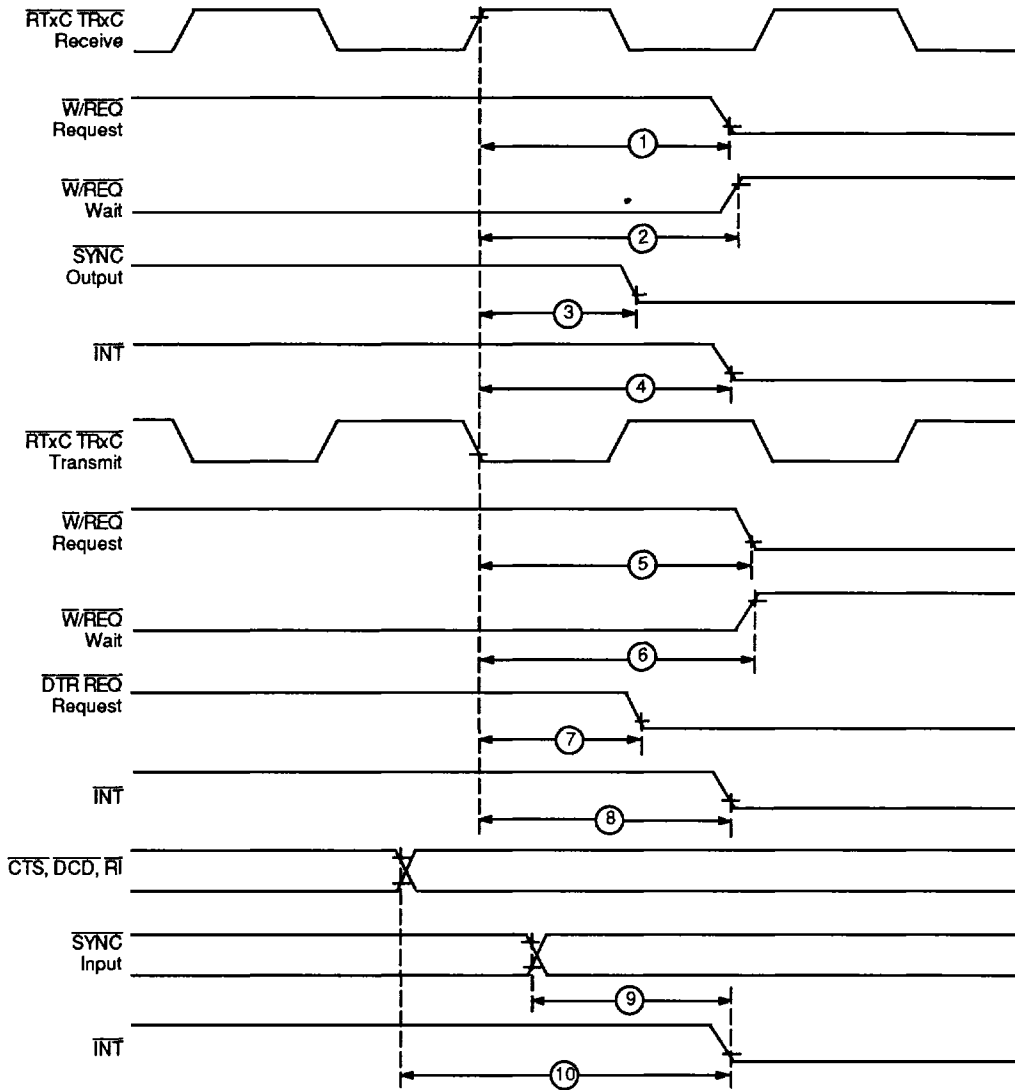 RTxC TRxC
Receive
W/REQ
Request
1
W/REQ
Wait
2
SYNC
Output
3
INT
4
RTxC TRxC
Transmit
W/REQ
Request
5
W/REQ
Wait
6
DTR REQ
Request
7
INT
8
CTS, DCD, RI
SYNC
Input
9
INT
10